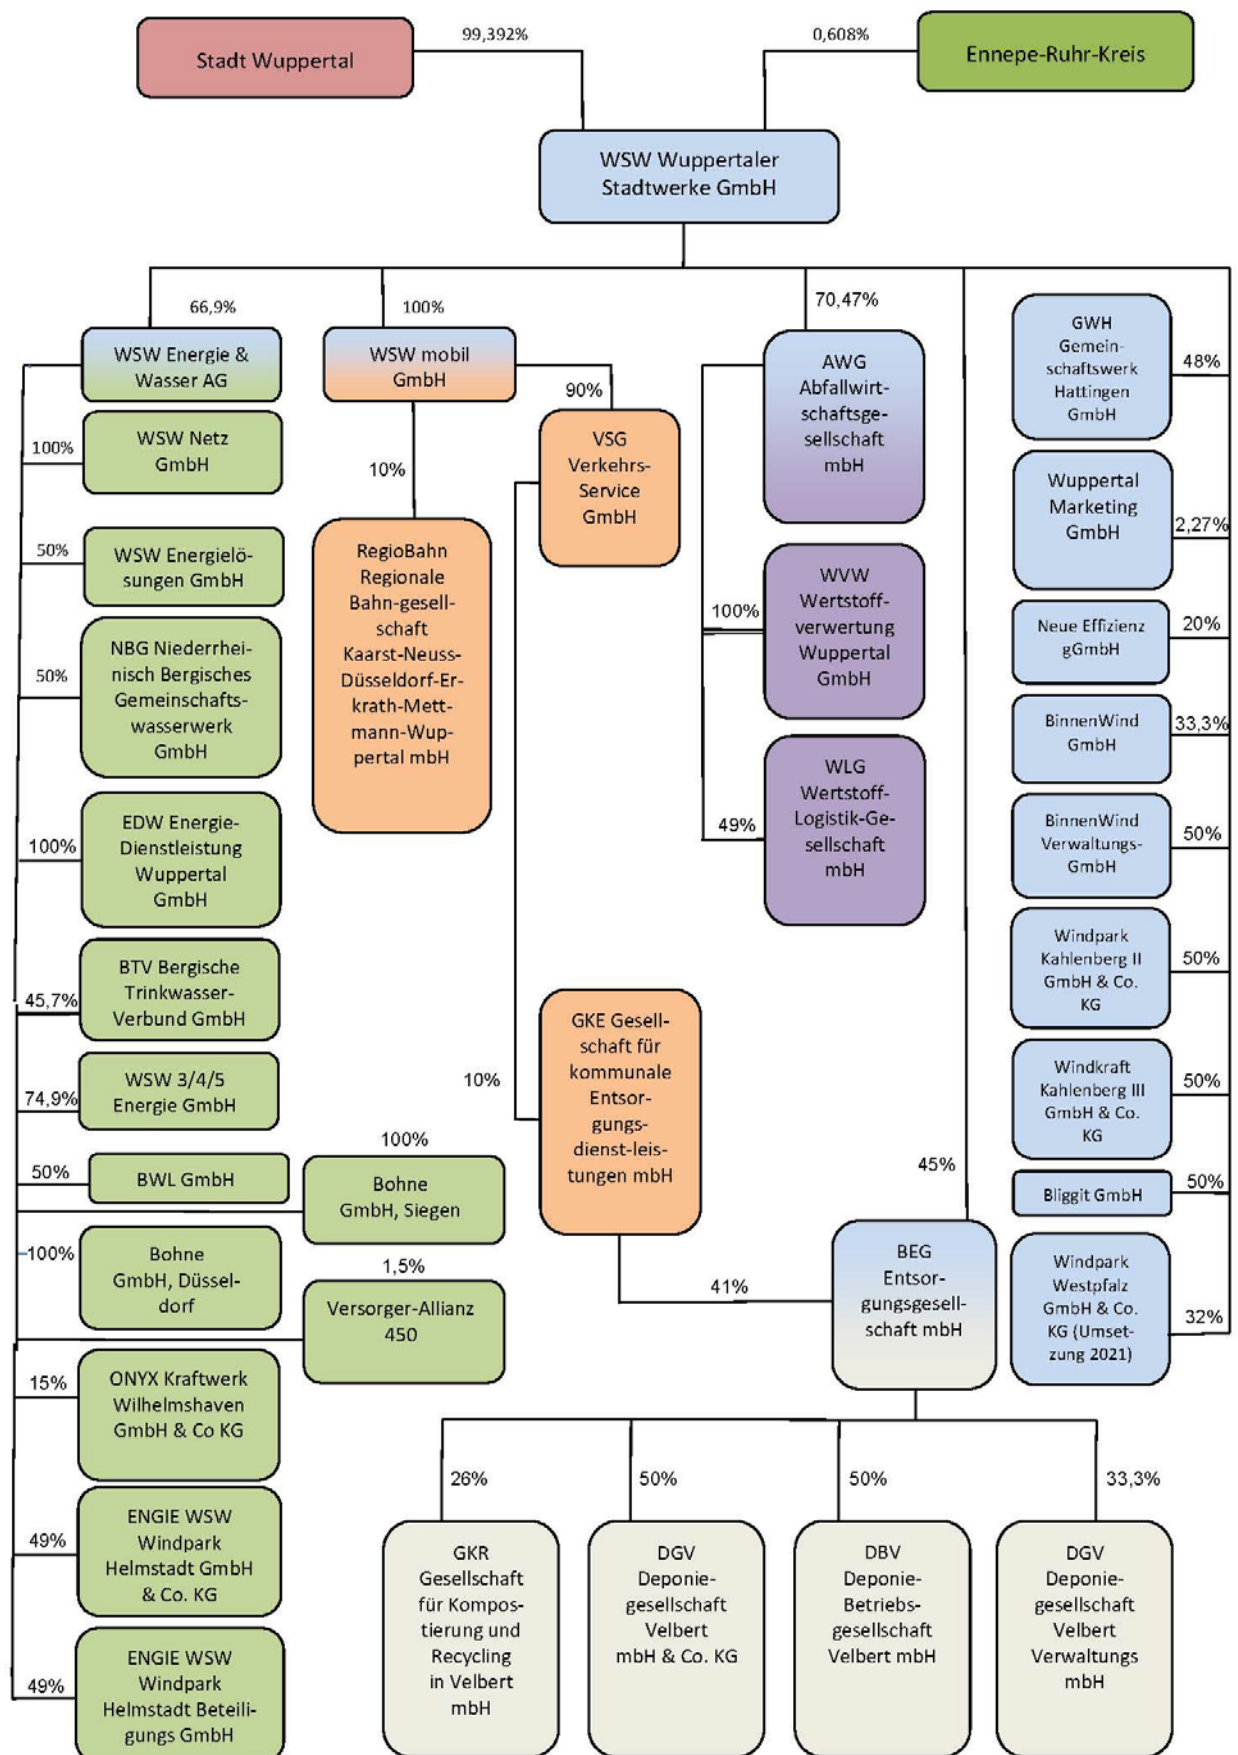 99,392%
0,608%
Stadt Wuppertal
Ennepe-Ruhr-Kreis
WSW Wuppertaler
Stadtwerke GmbH
66,9%
WSW Energie &
Wasser AG
100%
WSW Netz
GmbH
50%
WSW Energielö-
sungen GmbH
50%
NBG Niederrhei-
nisch Bergisches
Gemeinschafts-
wasserwerk
GmbH
100%
EDW Energie-
Dienstleistung
Wuppertal
GmbH
45,7%
BTV Bergische
Trinkwasser-
Verbund GmbH
74,9%
WSW 3/4/5
Energie GmbH
50%
BWL GmbH
100%
Bohne
GmbH, Siegen
100%
Bohne
GmbH, Düssel-
dorf
1,5%
Versorger-Allianz
450
15%
ONYX Kraftwerk
Wilhelmshaven
GmbH & Co KG
49%
ENGIE WSW
Windpark
Helmstadt GmbH
& Co. KG
49%
ENGIE WSW
Windpark
Helmstadt Beteili-
gungs GmbH
100%
WSW mobil
GmbH
10%
RegioBahn
Regionale
Bahn-gesell-
schaft
Kaarst-Neuss-
Düsseldorf-Er-
krath-Mett-
mann-Wup-
pertal mbH
90%
VSG
Verkehrs-
Service
GmbH
10%
GKE Gesell-
schaft für
kommunale
Entsor-
gungs-
dienst-leis-
tungen mbH
41%
70,47%
AWG
Abfallwirt-
schaftsge-
sellschaft
mbH
100%
WVW
Wertstoff-
verwertung
Wuppertal
GmbH
49%
WLG
Wertstoff-
Logistik-Ge-
sellschaft
mbH
45%
BEG
Entsor-
gungsgesell-
schaft mbH
26%
GKR
Gesellschaft
für Kompos-
tierung und
Recycling
in Velbert
mbH
50%
DGV
Deponie-
gesellschaft
Velbert
mbH & Co. KG
50%
DBV
Deponie-
Betriebs-
gesellschaft
Velbert mbH
33,3%
DGV
Deponie-
gesellschaft
Velbert
Verwaltungs
mbH
GWH
Gemein-
schaftswerk
Hattingen
GmbH
48%
Wuppertal
Marketing
GmbH
2,27%
Neue Effizienz
gGmbH
20%
BinnenWind
GmbH
33,3%
BinnenWind
Verwaltungs-
GmbH
50%
Windpark
Kahlenberg II
GmbH & Co.
KG
50%
Windkraft
Kahlenberg III
GmbH & Co.
KG
50%
Bliggit GmbH
50%
Windpark
Westpfalz
GmbH & Co.
KG (Umset-
zung 2021)
32%